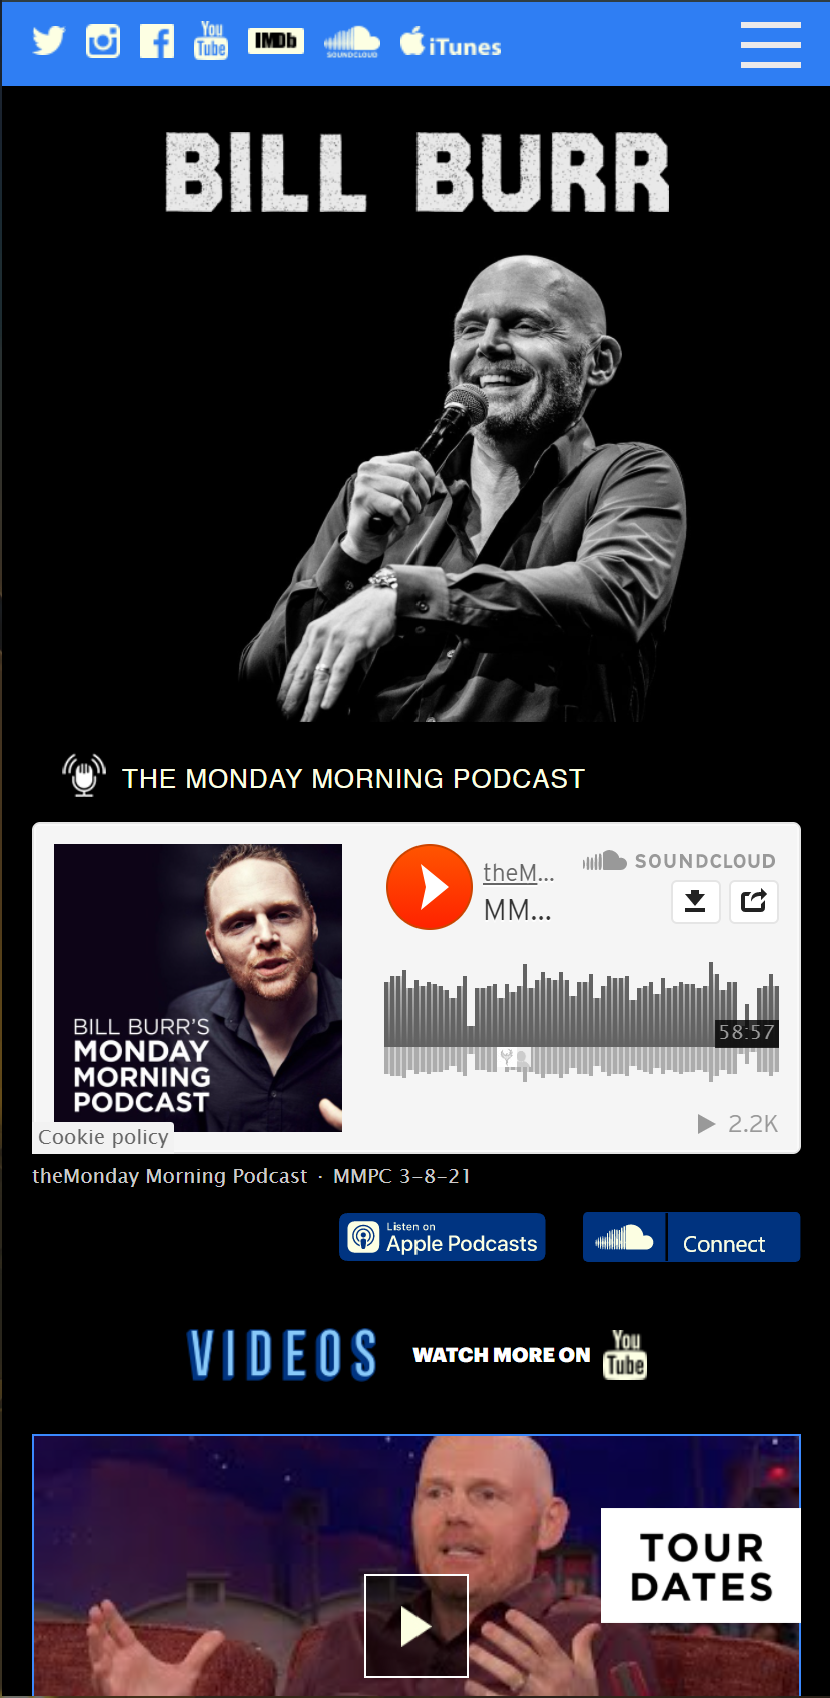 You
Tube
IMDb
SOUNDCLOUD
iTunes
BILL BURR
THE MONDAY MORNING PODCAST
theM...
SOUNDCLOUD
MM...
BILL BURR'S
MONDAY
MORNING
PODCAST
58:57
2.2K
Cookie policy
theMonday Morning Podcast · MMPC 3-8-21
Listen on
Apple Podcasts
Connect
VIDEOS
WATCH MORE ON
You
Tube
TOUR
DATES